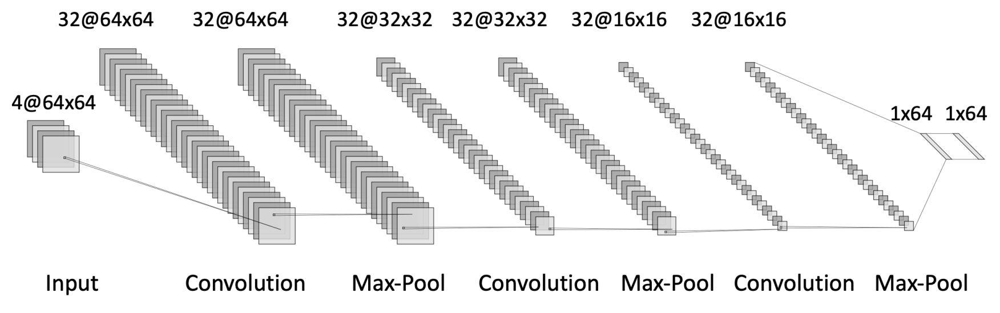 32@64x64 32@64x64 32@32x32 32@32x32 32@16x16 32@16x16
4@64x64 1x64 1x64
Input Convolution Max-Pool Convolution Max-Pool Convolution Max-Pool